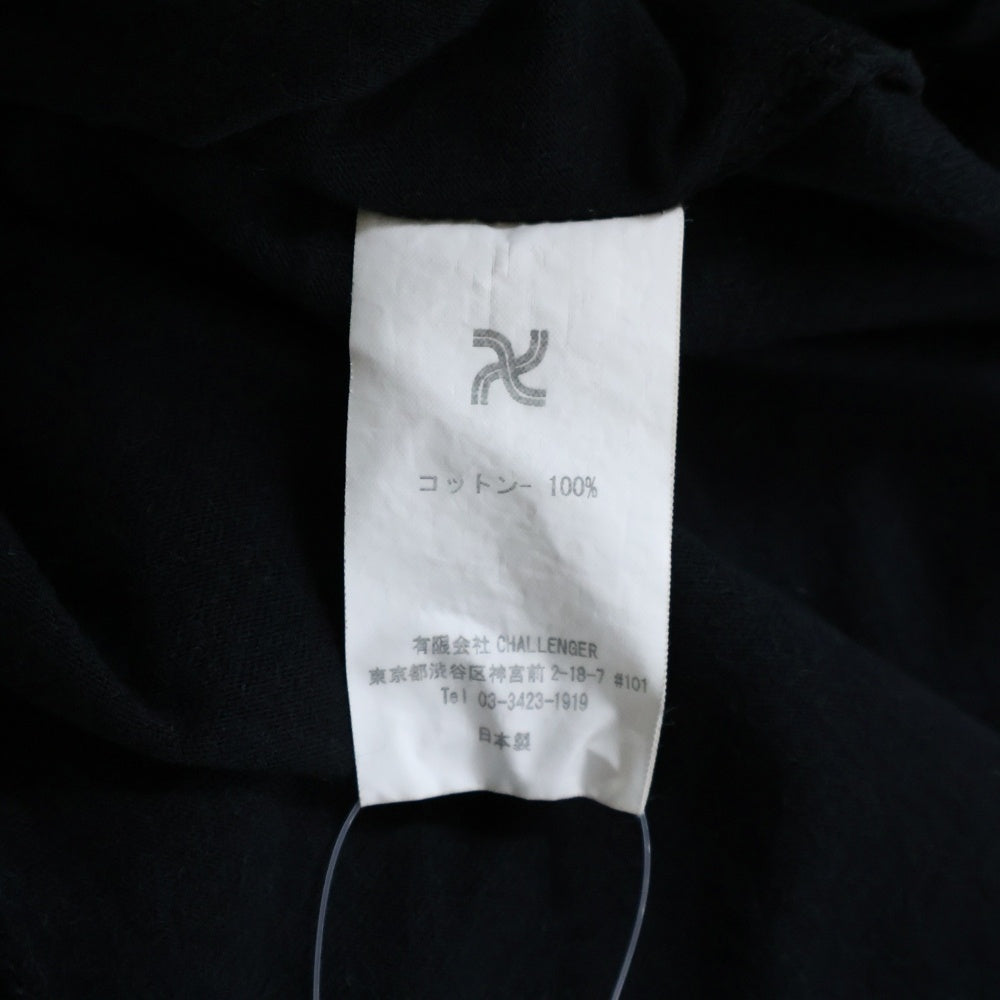 コットン- 100%
有限会社 CHALLENGER
東京都渋谷区神宮前 2-18-7 #101
Tel 03-3423-1919
日本製